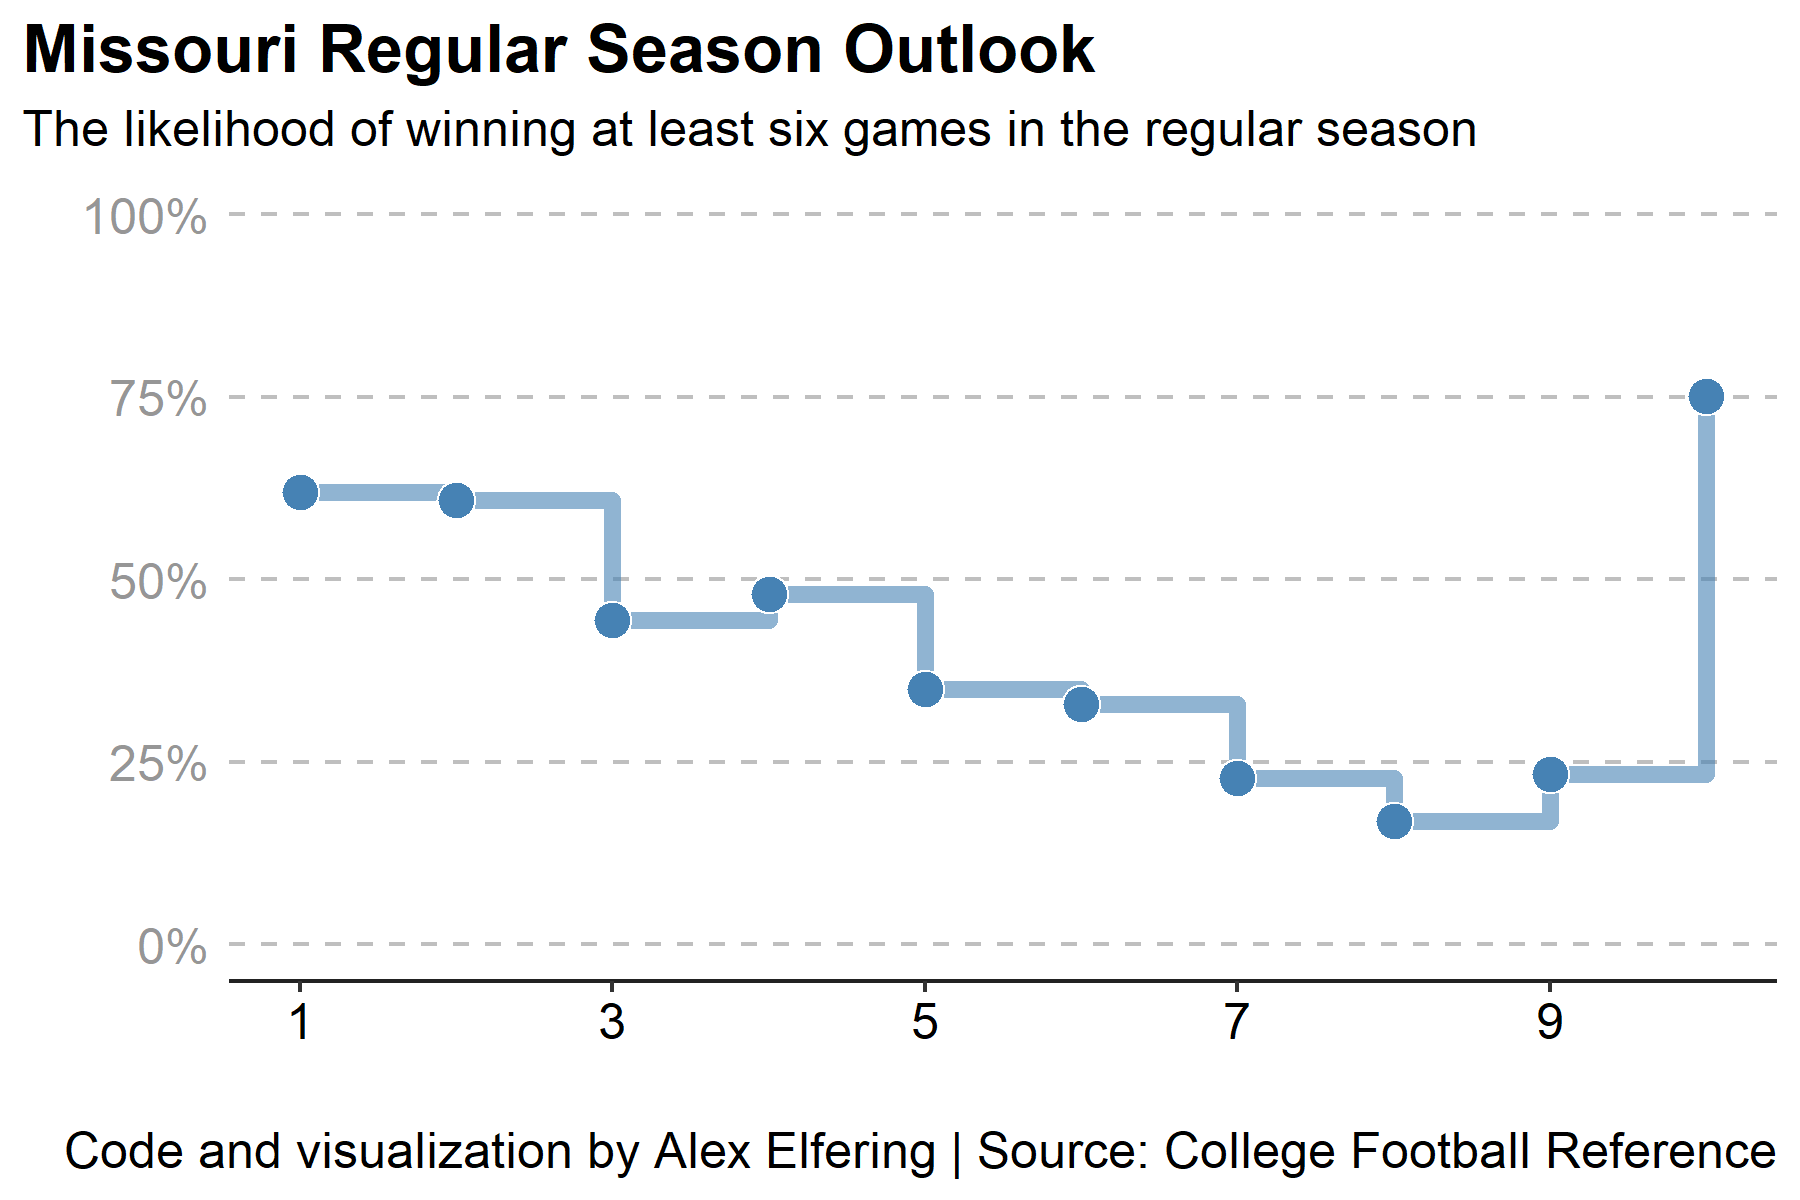 Missouri Regular Season Outlook
The likelihood of winning at least six games in the regular season
100%
75%
50%
25%
0%
1 3 5 7 9
Code and visualization by Alex Elfering | Source: College Football Reference